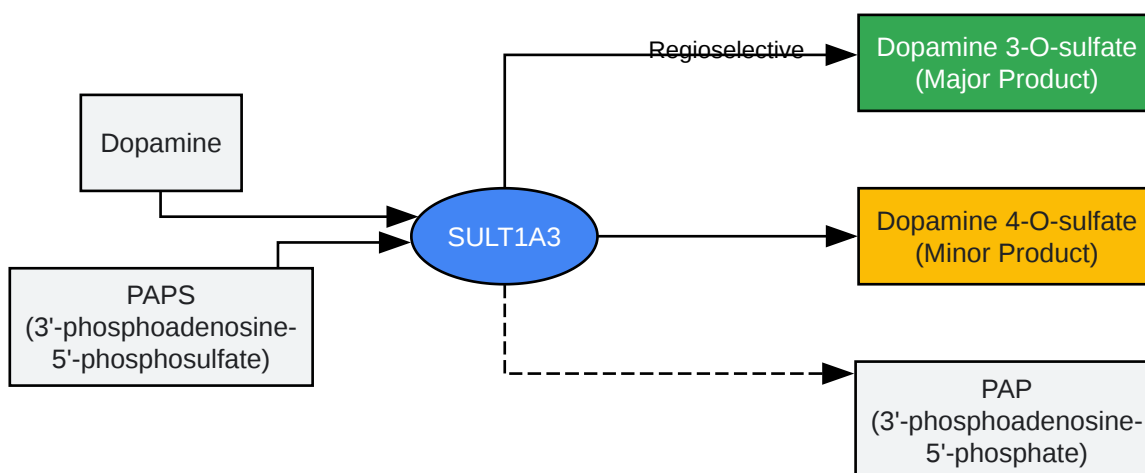 Regioselective
Dopamine 3-O-sulfate
(Major Product)
Dopamine
SULT1A3
Dopamine 4-O-sulfate
(Minor Product)
PAPS
(3'-phosphoadenosine-
5'-phosphosulfate)
PAP
(3'-phosphoadenosine-
5'-phosphate)